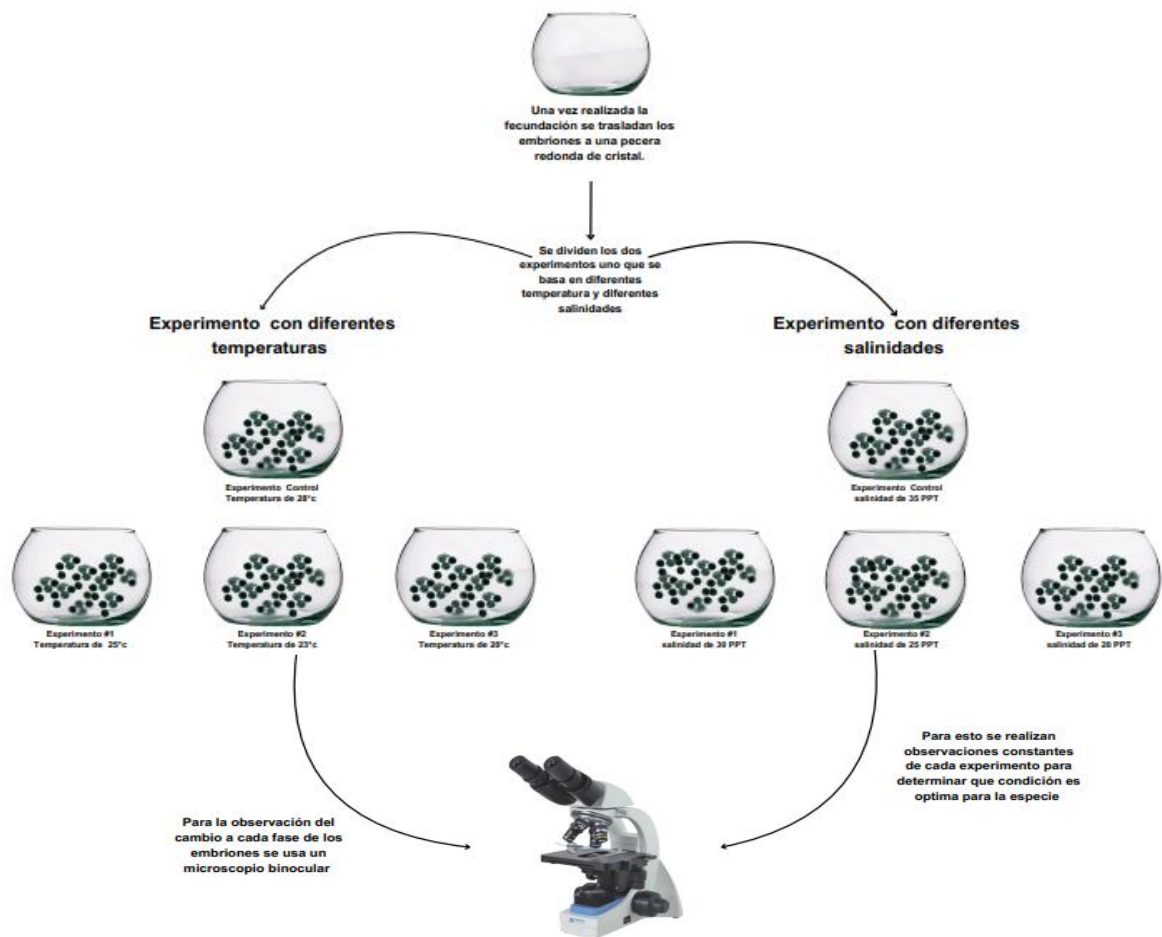 Una vez realizada la
fecundación se trasladan los
embriones a una pecera
redonda de cristal.
Se dividen los dos
experimentos uno que se
basa en diferentes
temperatura y diferentes
salinidades
Experimento con diferentes
temperaturas
Experimento con diferentes
salinidades
Experimento Control
Temperatura de 28°c
Experimento Control
salinidad de 35 PPT
Experimento #1
Temperatura de 25°c
Experimento #2
Temperatura de 23°c
Experimento #3
Temperatura de 20°c
Experimento #1
salinidad de 30 PPT
Experimento #2
salinidad de 25 PPT
Experimento #3
salinidad de 20 PPT
Para esto se realizan
observaciones constantes
de cada experimento para
determinar que condición es
optima para la especie
Para la observación del
cambio a cada fase de los
embriones se usa un
microscopio binocular